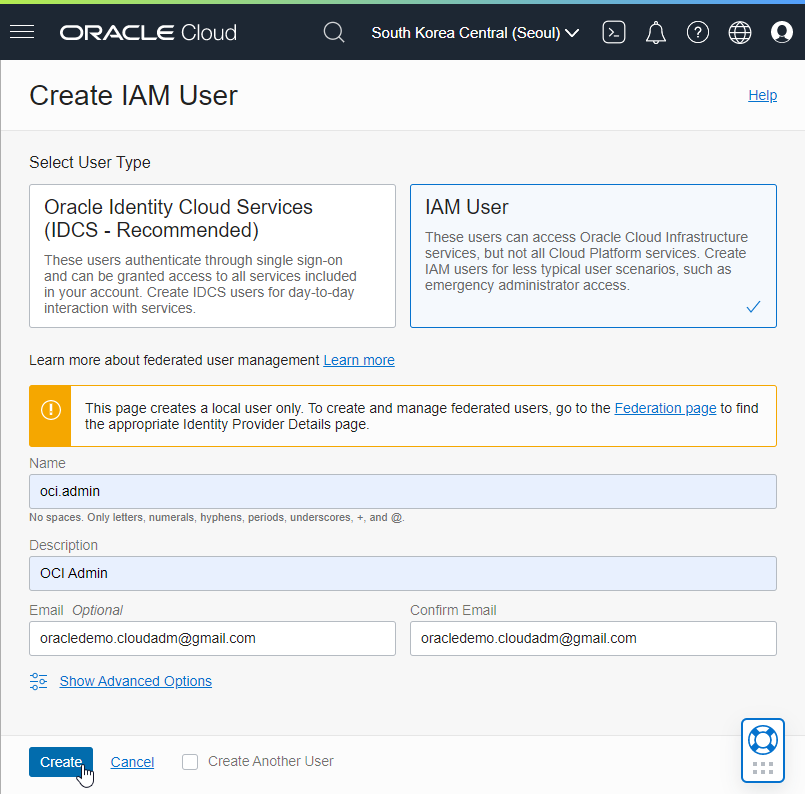 ORACLE Cloud
South Korea Central (Seoul)
Create IAM User
Help
Select User Type
Oracle Identity Cloud Services
(IDCS - Recommended)
These users authenticate through single sign-on
and can be granted access to all services included
in your account. Create IDCS users for day-to-day
interaction with services.
IAM User
These users can access Oracle Cloud Infrastructure
services, but not all Cloud Platform services. Create
IAM users for less typical user scenarios, such as
emergency administrator access.
Learn more about federated user management Learn more
This page creates a local user only. To create and manage federated users, go to the Federation page to find
the appropriate Identity Provider Details page.
Name
oci.admin
No spaces. Only letters, numerals, hyphens, periods, underscores, +, and @.
Description
OCI Admin
Email Optional
oracledemo.cloudadm@gmail.com
Confirm Email
oracledemo.cloudadm@gmail.com
Show Advanced Options
Create
Cancel
Create Another User